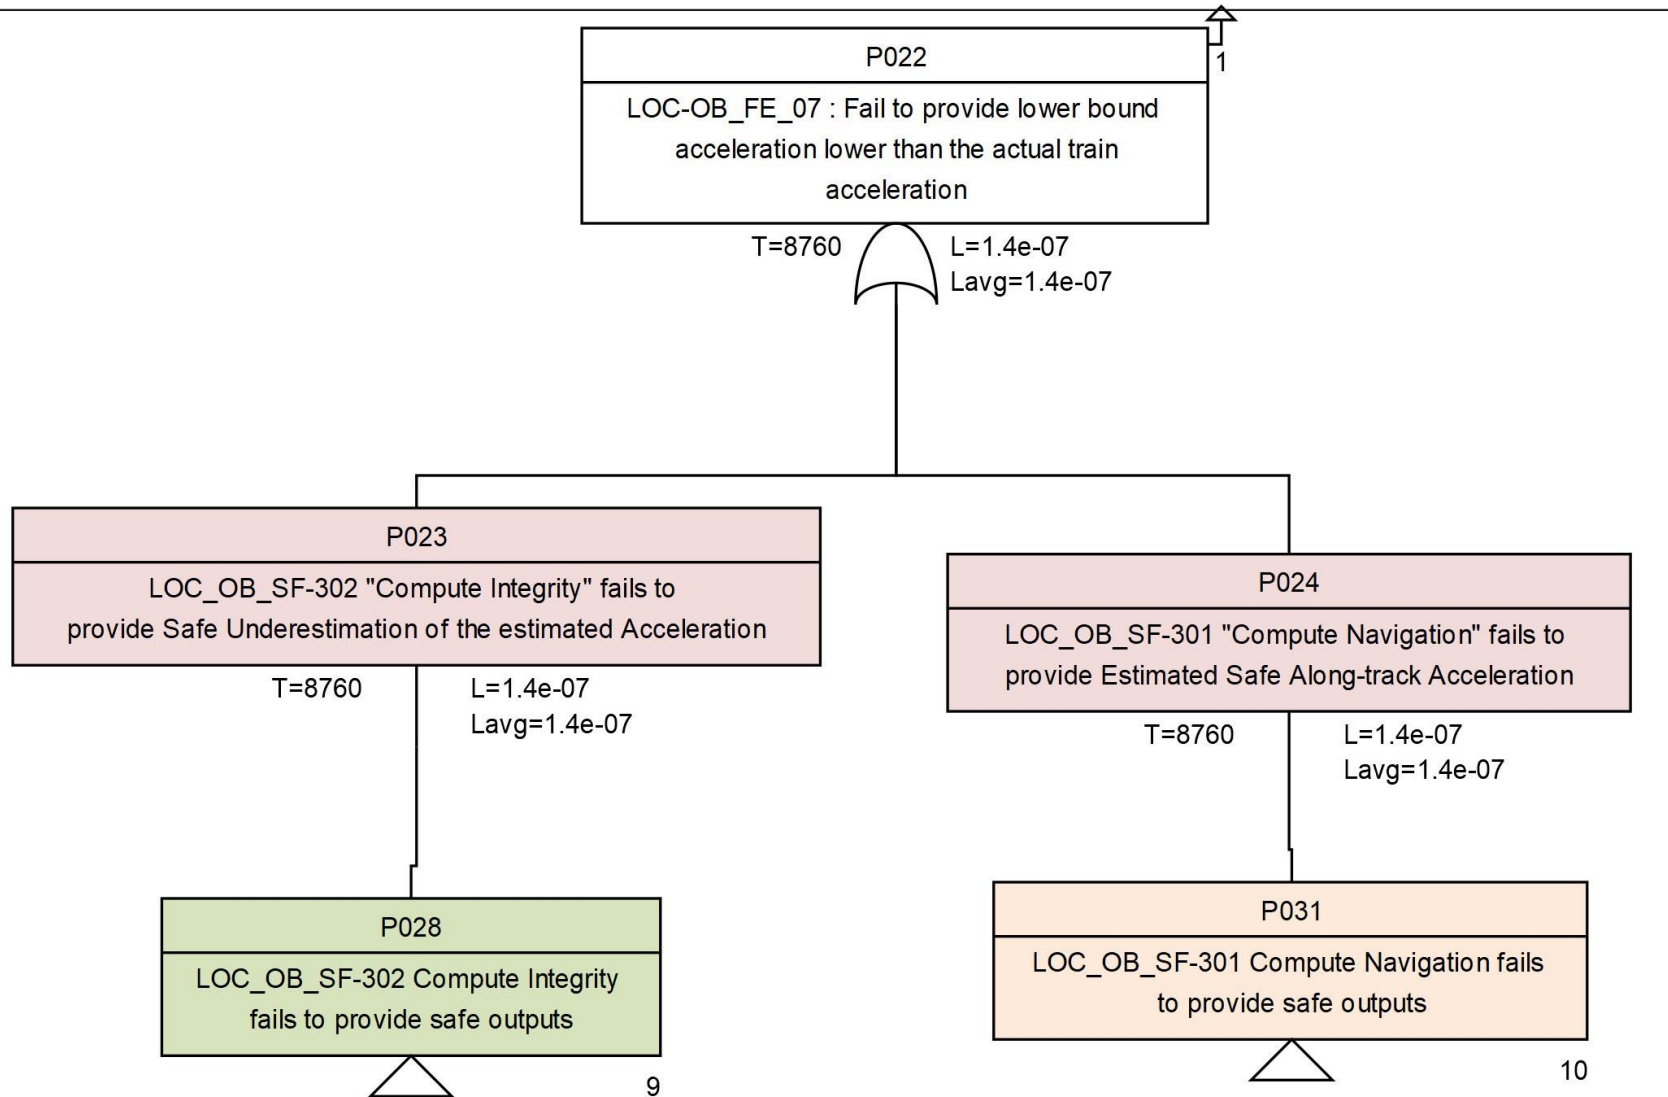 P022
1
LOC-OB_FE_07 : Fail to provide lower bound
acceleration lower than the actual train
acceleration
T=8760
L=1.4e-07
Lavg=1.4e-07
P023
LOC_OB_SF-302 "Compute Integrity" fails to
provide Safe Underestimation of the estimated Acceleration
T=8760
L=1.4e-07
Lavg=1.4e-07
P024
LOC_OB_SF-301 "Compute Navigation" fails to
provide Estimated Safe Along-track Acceleration
T=8760
L=1.4e-07
Lavg=1.4e-07
P028
LOC_OB_SF-302 Compute Integrity
fails to provide safe outputs
9
P031
LOC_OB_SF-301 Compute Navigation fails
to provide safe outputs
10